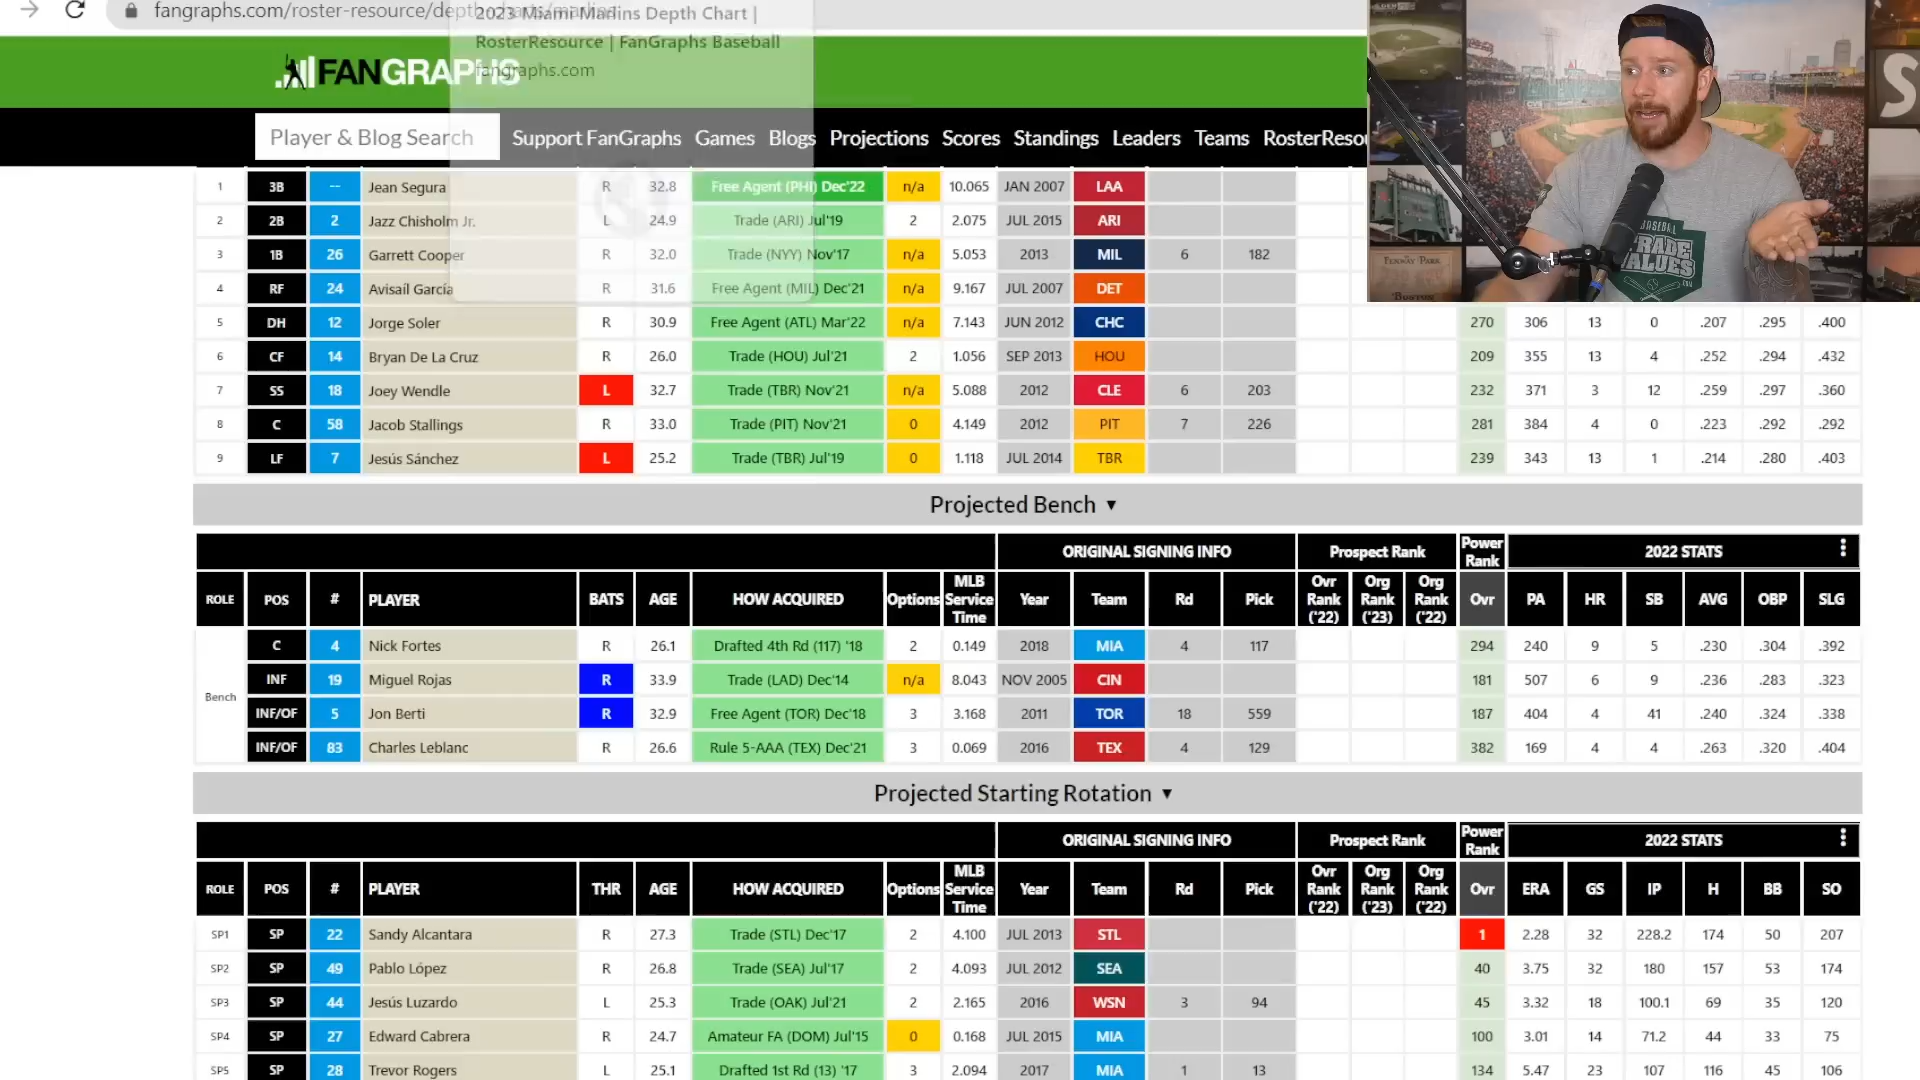 fangraphs.com/roster-resource/depth-charts/marlins
2023 Miami Marlins Depth Chart |
RosterResource | FanGraphs Baseball
fangraphs.com
FANGRAPHS
Player & Blog Search Support FanGraphs Games Blogs Projections Scores Standings Leaders Teams RosterResou
1 3B -- Jean Segura R 32.8 Free Agent (PHI) Dec'22 n/a 10.065 JAN 2007 LAA
2 2B 2 Jazz Chisholm Jr. L 24.9 Trade (ARI) Jul'19 2 2.075 JUL 2015 ARI
3 1B 26 Garrett Cooper R 32.0 Trade (NYY) Nov'17 n/a 5.053 2013 MIL 6 182
4 RF 24 Avisaíl García R 31.6 Free Agent (MIL) Dec'21 n/a 9.167 JUL 2007 DET
5 DH 12 Jorge Soler R 30.9 Free Agent (ATL) Mar'22 n/a 7.143 JUN 2012 CHC 270 306 13 0 .207 .295 .400
6 CF 14 Bryan De La Cruz R 26.0 Trade (HOU) Jul'21 2 1.056 SEP 2013 HOU 209 355 13 4 .252 .294 .432
7 SS 18 Joey Wendle L 32.7 Trade (TBR) Nov'21 n/a 5.088 2012 CLE 6 203 232 371 3 12 .259 .297 .360
8 C 58 Jacob Stallings R 33.0 Trade (PIT) Nov'21 0 4.149 2012 PIT 7 226 281 384 4 0 .223 .292 .292
9 LF 7 Jesús Sánchez L 25.2 Trade (TBR) Jul'19 0 1.118 JUL 2014 TBR 239 343 13 1 .214 .280 .403
Projected Bench ▼
ORIGINAL SIGNING INFO Prospect Rank Power Rank 2022 STATS
ROLE POS # PLAYER BATS AGE HOW ACQUIRED Options MLB Service Time Year Team Rd Pick Ovr Rank ('22) Org Rank ('23) Org Rank ('22) Ovr PA HR SB AVG OBP SLG
Bench
C 4 Nick Fortes R 26.1 Drafted 4th Rd (117) '18 2 0.149 2018 MIA 4 117 294 240 9 5 .230 .304 .392
INF 19 Miguel Rojas R 33.9 Trade (LAD) Dec'14 n/a 8.043 NOV 2005 CIN 181 507 6 9 .236 .283 .323
INF/OF 5 Jon Berti R 32.9 Free Agent (TOR) Dec'18 3 3.168 2011 TOR 18 559 187 404 4 41 .240 .324 .338
INF/OF 83 Charles Leblanc R 26.6 Rule 5-AAA (TEX) Dec'21 3 0.069 2016 TEX 4 129 382 169 4 4 .263 .320 .404
Projected Starting Rotation ▼
ORIGINAL SIGNING INFO Prospect Rank Power Rank 2022 STATS
ROLE POS # PLAYER THR AGE HOW ACQUIRED Options MLB Service Time Year Team Rd Pick Ovr Rank ('22) Org Rank ('23) Org Rank ('22) Ovr ERA GS IP H BB SO
SP1 SP 22 Sandy Alcantara R 27.3 Trade (STL) Dec'17 2 4.100 JUL 2013 STL 1 2.28 32 228.2 174 50 207
SP2 SP 49 Pablo López R 26.8 Trade (SEA) Jul'17 2 4.093 JUL 2012 SEA 40 3.75 32 180 157 53 174
SP3 SP 44 Jesús Luzardo L 25.3 Trade (OAK) Jul'21 2 2.165 2016 WSN 3 94 45 3.32 18 100.1 69 35 120
SP4 SP 27 Edward Cabrera R 24.7 Amateur FA (DOM) Jul'15 0 0.168 JUL 2015 MIA 100 3.01 14 71.2 44 33 75
SP5 SP 28 Trevor Rogers L 25.1 Drafted 1st Rd (13) '17 3 2.094 2017 MIA 1 13 134 5.47 23 107 116 45 106
FENWAY PARK
BOSTON
BASEBALL
TRADE
VALUES